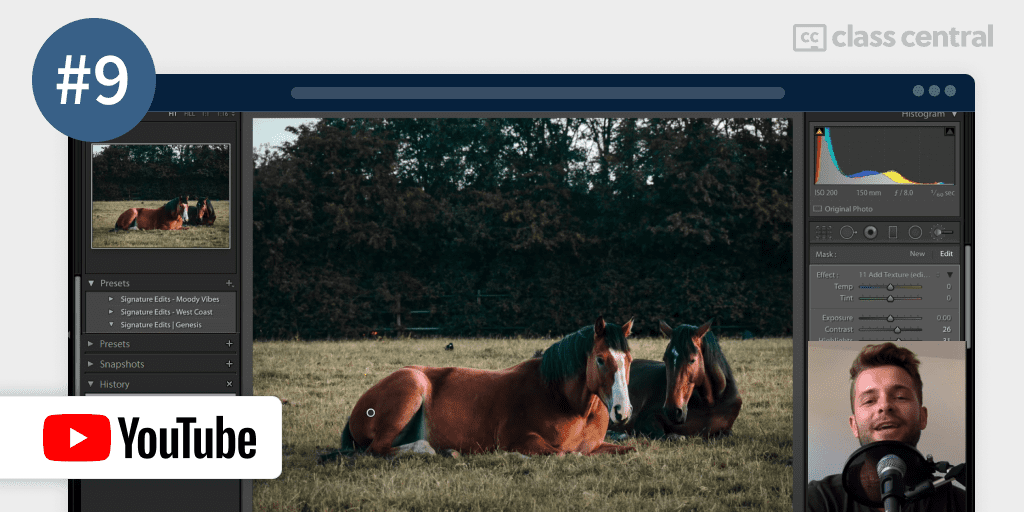 #9
cc class central
FIT FILL 1:1 1:16
Histogram
ISO 200 150 mm f / 8.0 sec
Original Photo
Mask : New Edit
Effect : 11 Add Texture (edi...
Temp 0
Tint 0
Exposure 0.00
Contrast 26
Highlights 31
Presets +
Signature Edits - Moody Vibes
Signature Edits - West Coast
Signature Edits | Genesis
Presets +
Snapshots +
History ×
YouTube